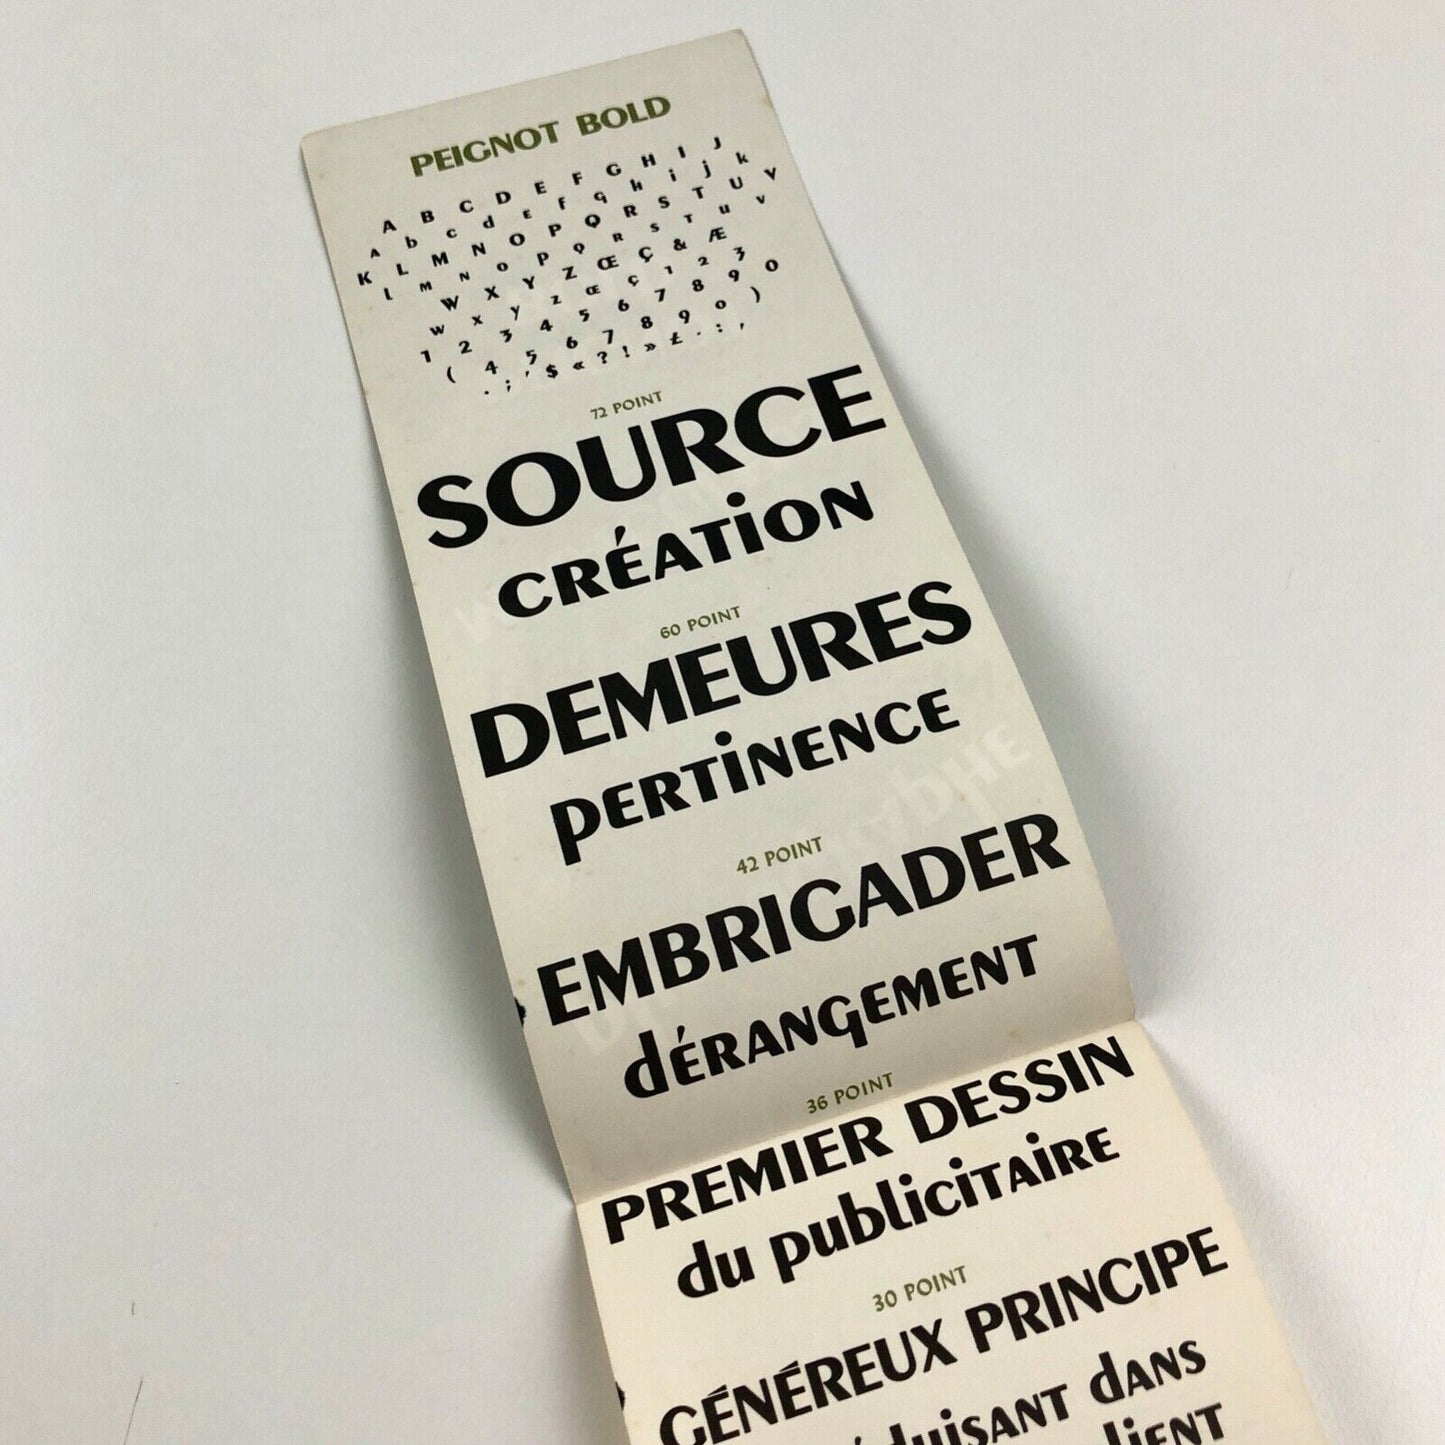 PEIGNOT BOLD
A B C D E F G H I J
A b c d E f g h i j k
K L M N O P Q R S T U V
l M N O p Q R S T u v
W X Y Z Œ Ç & Æ
w x y z Œ ç 1 2 3
1 2 3 4 5 6 7 8 9 0
( 4 5 6 7 8 9 0 )
. ; ' $ « ? ! » £ - : ,
72 POINT
SOURCE
CRÉATiON
60 POINT
DEMEURES
pERTiNENCE
42 POINT
EMBRIGADER
dÉRANgEMENT
36 POINT
PREMIER DESSIN
du publiciTAiRE
30 POINT
GÉNÉREUX PRINCIPE
dANS